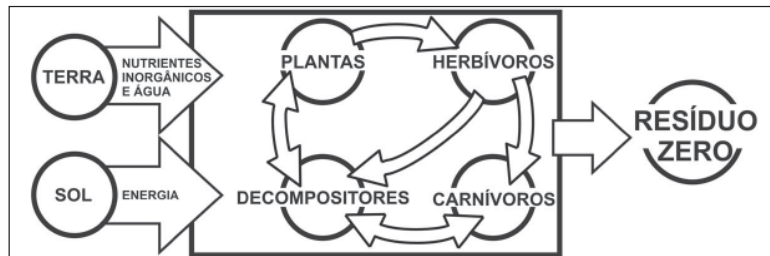 TERRA
NUTRIENTES
INORGÂNICOS
E ÁGUA
SOL
ENERGIA
PLANTAS
HERBÍVOROS
DECOMPOSITORES
CARNÍVOROS
RESÍDUO
ZERO